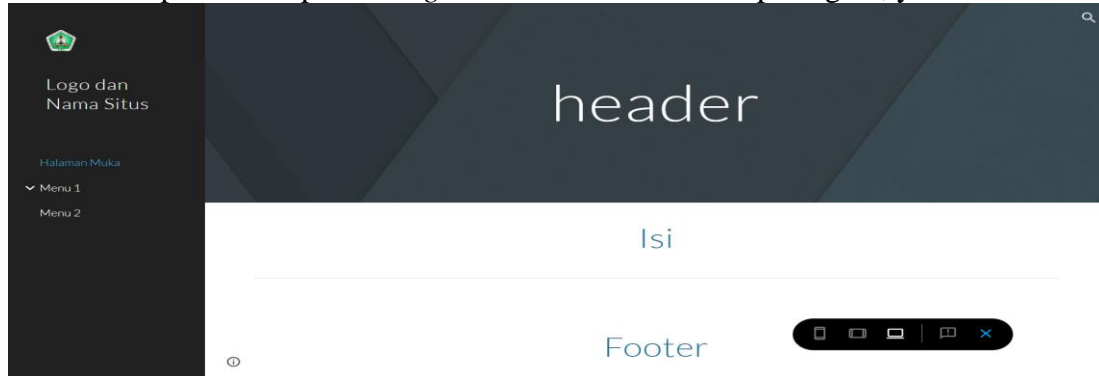 Logo dan
Nama Situs
Halaman Muka
Menu 1
Menu 2
header
Isi
Footer